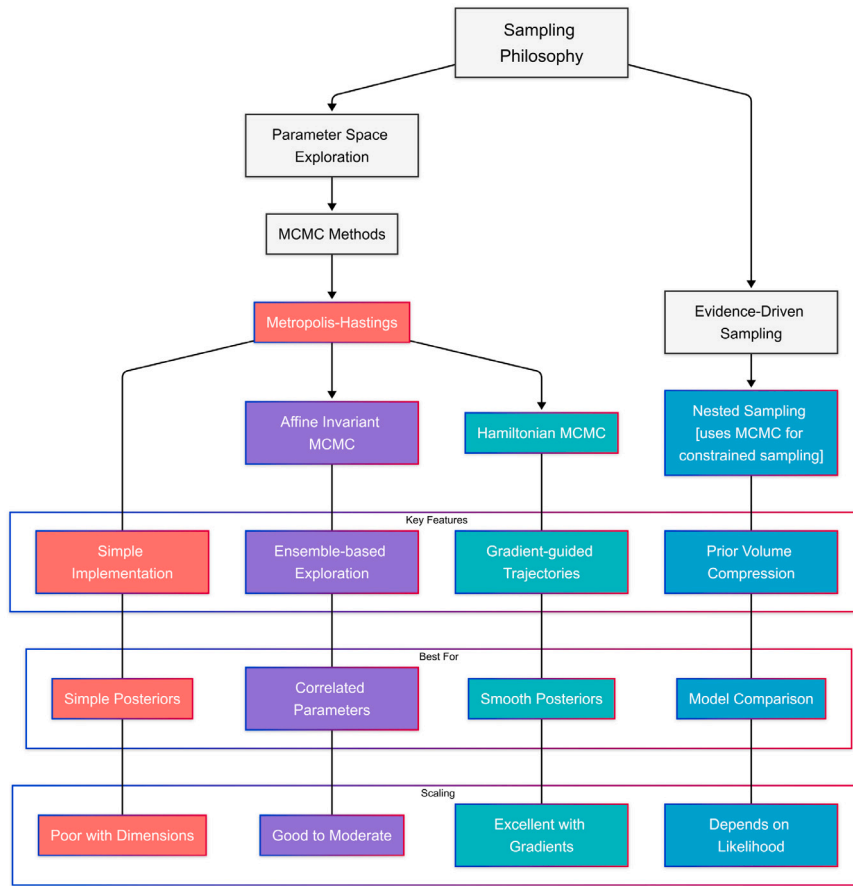 Sampling
Philosophy
Parameter Space
Exploration
MCMC Methods
Metropolis-Hastings
Evidence-Driven
Sampling
Affine Invariant
MCMC
Hamiltonian MCMC
Nested Sampling
[uses MCMC for
constrained sampling]
Key Features
Simple
Implementation
Ensemble-based
Exploration
Gradient-guided
Trajectories
Prior Volume
Compression
Best For
Simple Posteriors
Correlated
Parameters
Smooth Posteriors
Model Comparison
Scaling
Poor with Dimensions
Good to Moderate
Excellent with
Gradients
Depends on
Likelihood